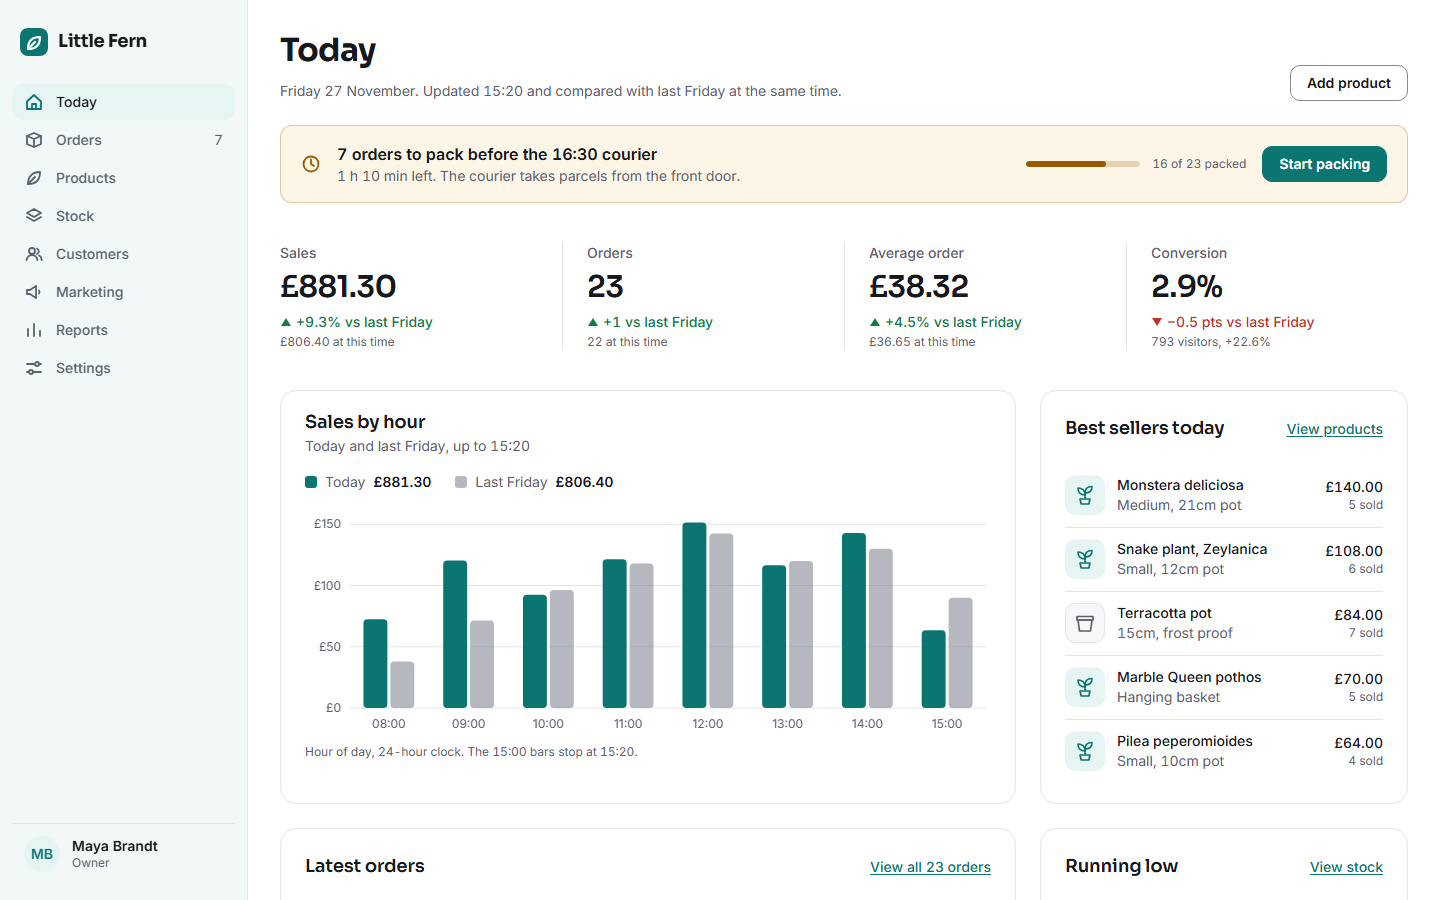 Little Fern
Today
Orders 7
Products
Stock
Customers
Marketing
Reports
Settings
MB
Maya Brandt
Owner
Today
Friday 27 November. Updated 15:20 and compared with last Friday at the same time.
Add product
7 orders to pack before the 16:30 courier
1 h 10 min left. The courier takes parcels from the front door.
16 of 23 packed
Start packing
Sales
£881.30
+9.3% vs last Friday
£806.40 at this time
Orders
23
+1 vs last Friday
22 at this time
Average order
£38.32
+4.5% vs last Friday
£36.65 at this time
Conversion
2.9%
−0.5 pts vs last Friday
793 visitors, +22.6%
Sales by hour
Today and last Friday, up to 15:20
Today £881.30 Last Friday £806.40
£150
£100
£50
£0
08:00 09:00 10:00 11:00 12:00 13:00 14:00 15:00
Hour of day, 24-hour clock. The 15:00 bars stop at 15:20.
Best sellers today
View products
Monstera deliciosa £140.00
Medium, 21cm pot 5 sold
Snake plant, Zeylanica £108.00
Small, 12cm pot 6 sold
Terracotta pot £84.00
15cm, frost proof 7 sold
Marble Queen pothos £70.00
Hanging basket 5 sold
Pilea peperomioides £64.00
Small, 10cm pot 4 sold
Latest orders
View all 23 orders
Running low
View stock